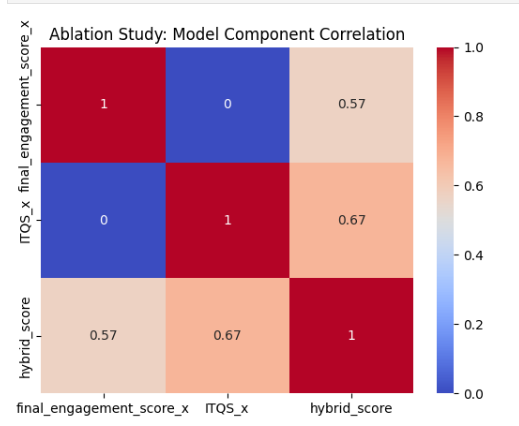 Ablation Study: Model Component Correlation
final_engagement_score_x
1
0
0.57
ITQS_x
0
1
0.67
hybrid_score
0.57
0.67
1
final_engagement_score_x
ITQS_x
hybrid_score
1.0
0.8
0.6
0.4
0.2
0.0